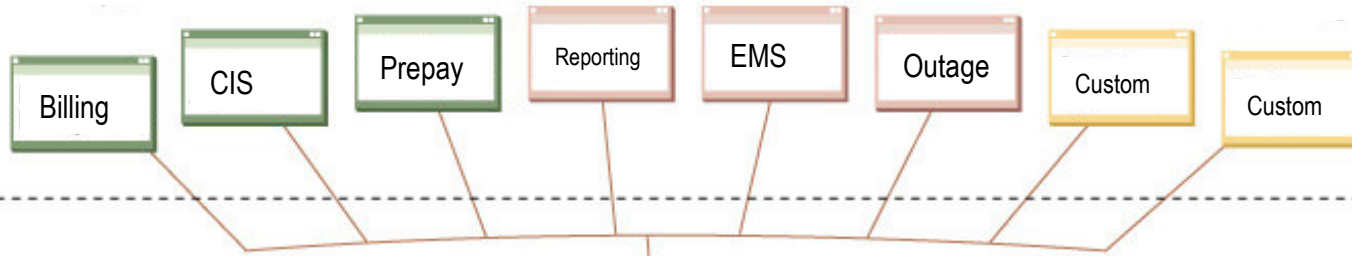 Billing
CIS
Prepay
Reporting
EMS
Outage
Custom
Custom